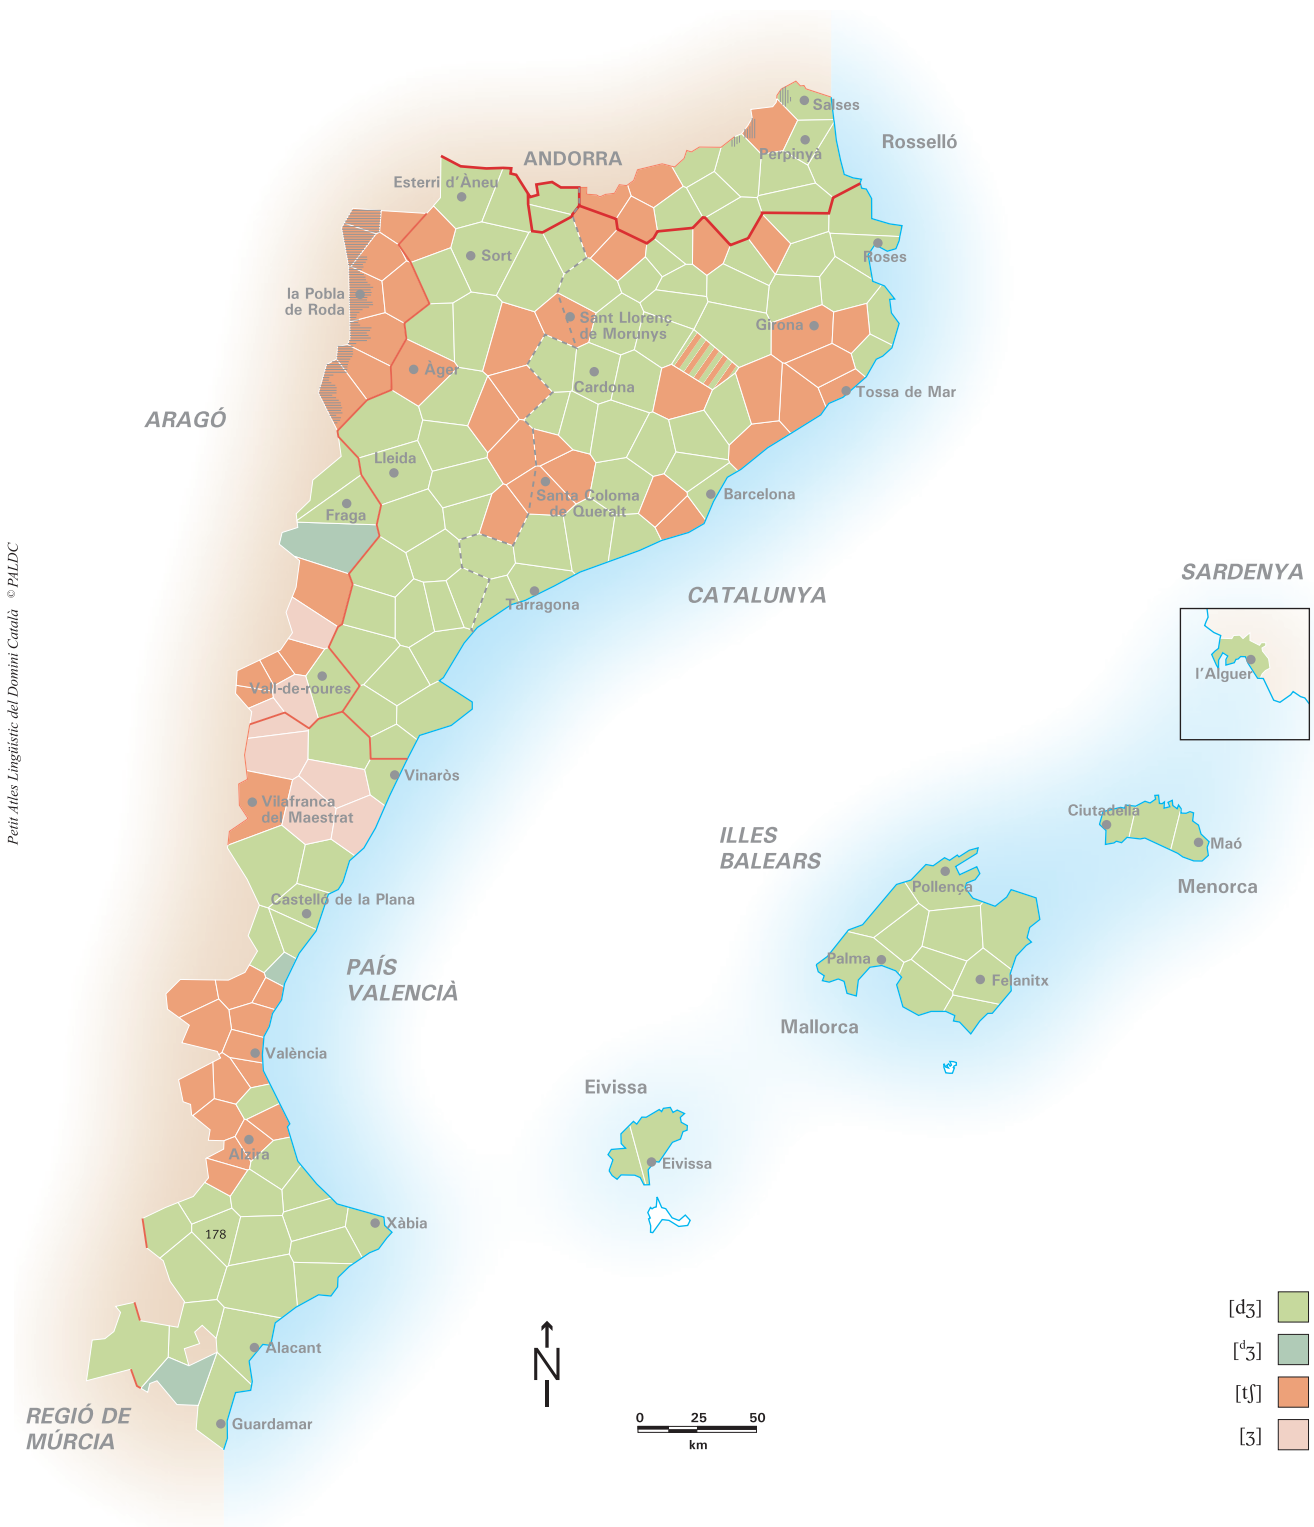 Salses
Rosselló
Perpinyà
ANDORRA
Esterri d'Àneu
Sort
Roses
la Pobla
de Roda
Sant Llorenç
de Morunys
Girona
Àger
Cardona
Tossa de Mar
ARAGÓ
Lleida
Santa Coloma
de Queralt
Barcelona
Fraga
CATALUNYA
Tarragona
SARDENYA
l'Alguer
Petit Atles Lingüístic del Domini Català © PALDC
Vall-de-roures
Vinaròs
Vilafranca
del Maestrat
ILLES
BALEARS
Ciutadella
Maó
Menorca
Pollença
Castelló de la Plana
PAÍS
VALENCIÀ
Palma
Felanitx
Mallorca
València
Eivissa
Alzira
Eivissa
Xàbia
178
[dʒ]
[ᵈʒ]
[tʃ]
[ʒ]
Alacant
N
REGIÓ DE
MÚRCIA
Guardamar
0 25 50
km